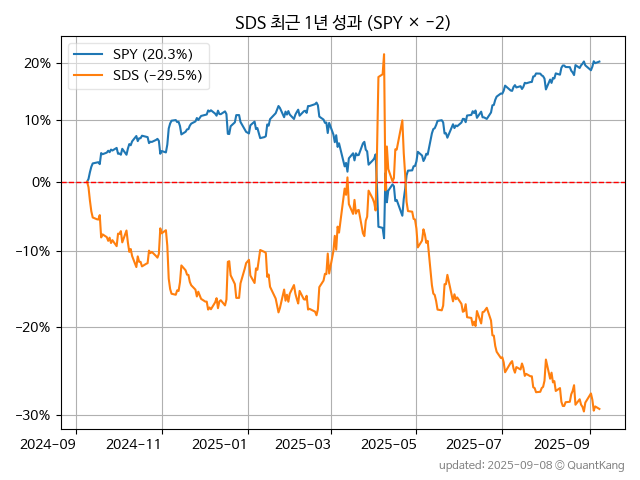 SDS 최근 1년 성과 (SPY × −2)
SPY (20.3%)
SDS (−29.5%)
20%
10%
0%
−10%
−20%
−30%
2024-09 2024-11 2025-01 2025-03 2025-05 2025-07 2025-09
updated: 2025-09-08 © QuantKang